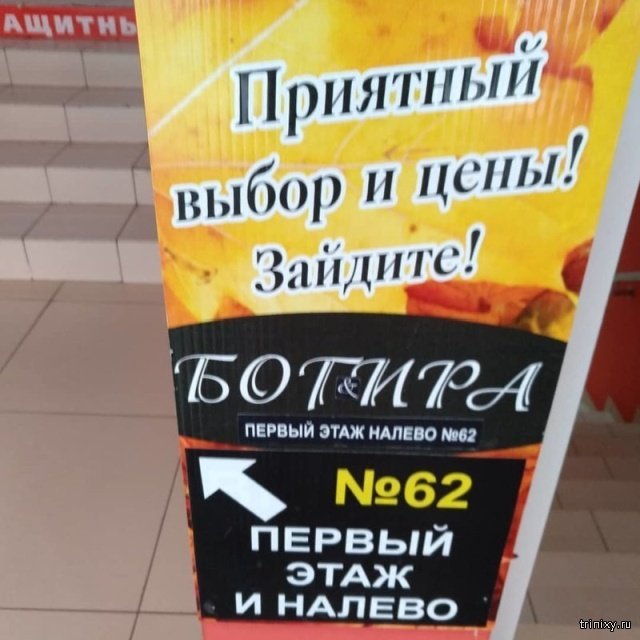 АЩИТНЫ
Приятный
выбор и цены!
Зайдите!
БОТ&ИРА
ПЕРВЫЙ ЭТАЖ НАЛЕВО №62
№62
ПЕРВЫЙ
ЭТАЖ
И НАЛЕВО
trinixy.ru